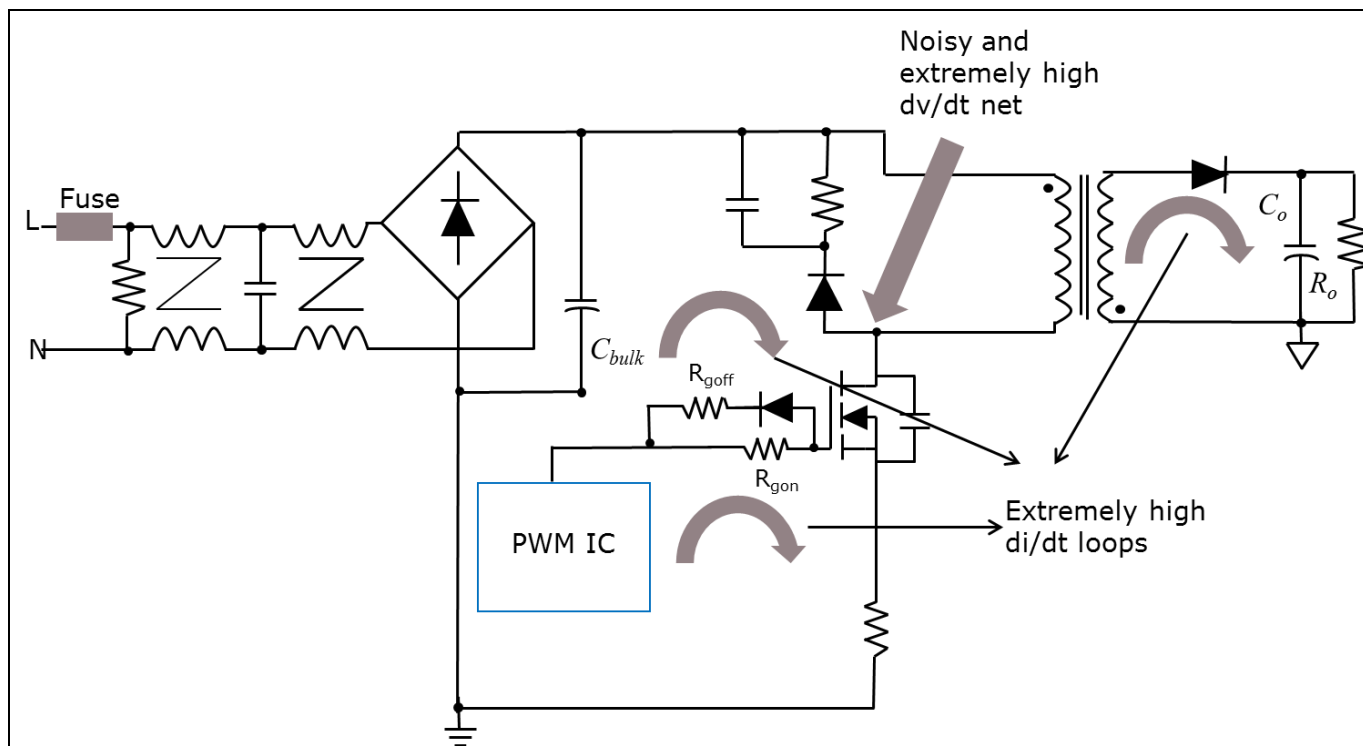 Noisy and
extremely high
dv/dt net
Fuse
L
N
C_bulk
R_goff
R_gon
PWM IC
C_o
R_o
Extremely high
di/dt loops